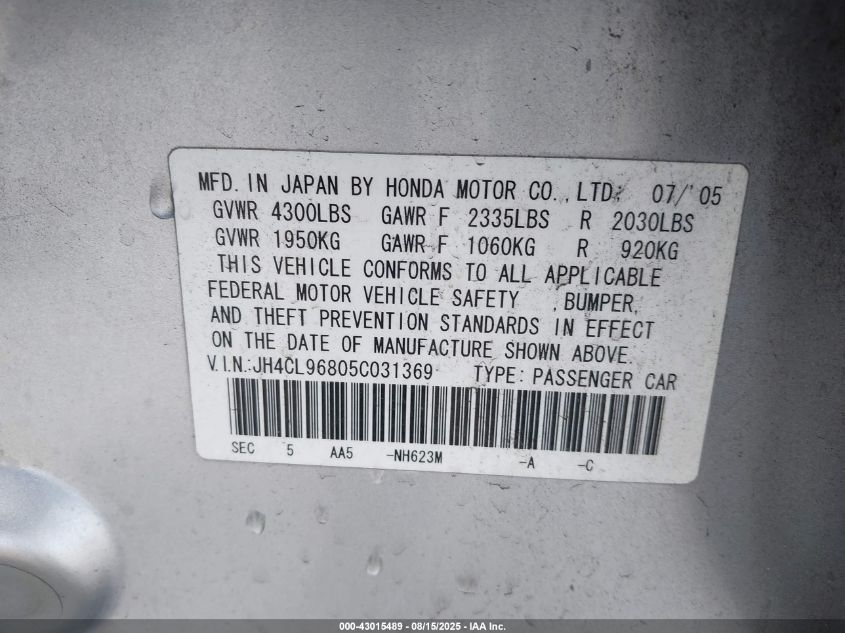 MFD. IN JAPAN BY HONDA MOTOR CO., LTD. 07/'05
GVWR 4300LBS GAWR F 2335LBS R 2030LBS
GVWR 1950KG GAWR F 1060KG R 920KG
THIS VEHICLE CONFORMS TO ALL APPLICABLE
FEDERAL MOTOR VEHICLE SAFETY , BUMPER,
AND THEFT PREVENTION STANDARDS IN EFFECT
ON THE DATE OF MANUFACTURE SHOWN ABOVE.
V.I.N.:JH4CL96805C031369 TYPE: PASSENGER CAR
SEC 5 AA5 -NH623M -A -C
000-43015489 - 08/15/2025 - IAA Inc.